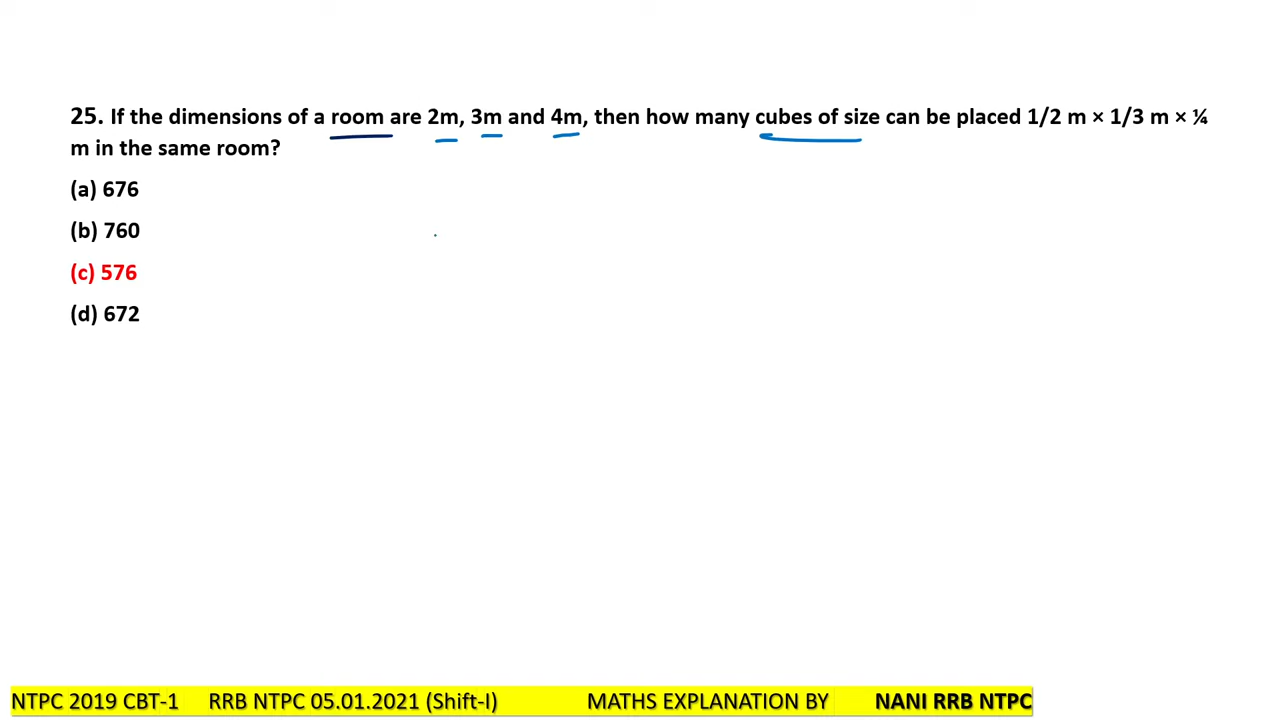 25. If the dimensions of a room are 2m, 3m and 4m, then how many cubes of size can be placed 1/2 m × 1/3 m × ¼
m in the same room?
(a) 676
(b) 760
(c) 576
(d) 672
NTPC 2019 CBT-1 RRB NTPC 05.01.2021 (Shift-I) MATHS EXPLANATION BY NANI RRB NTPC